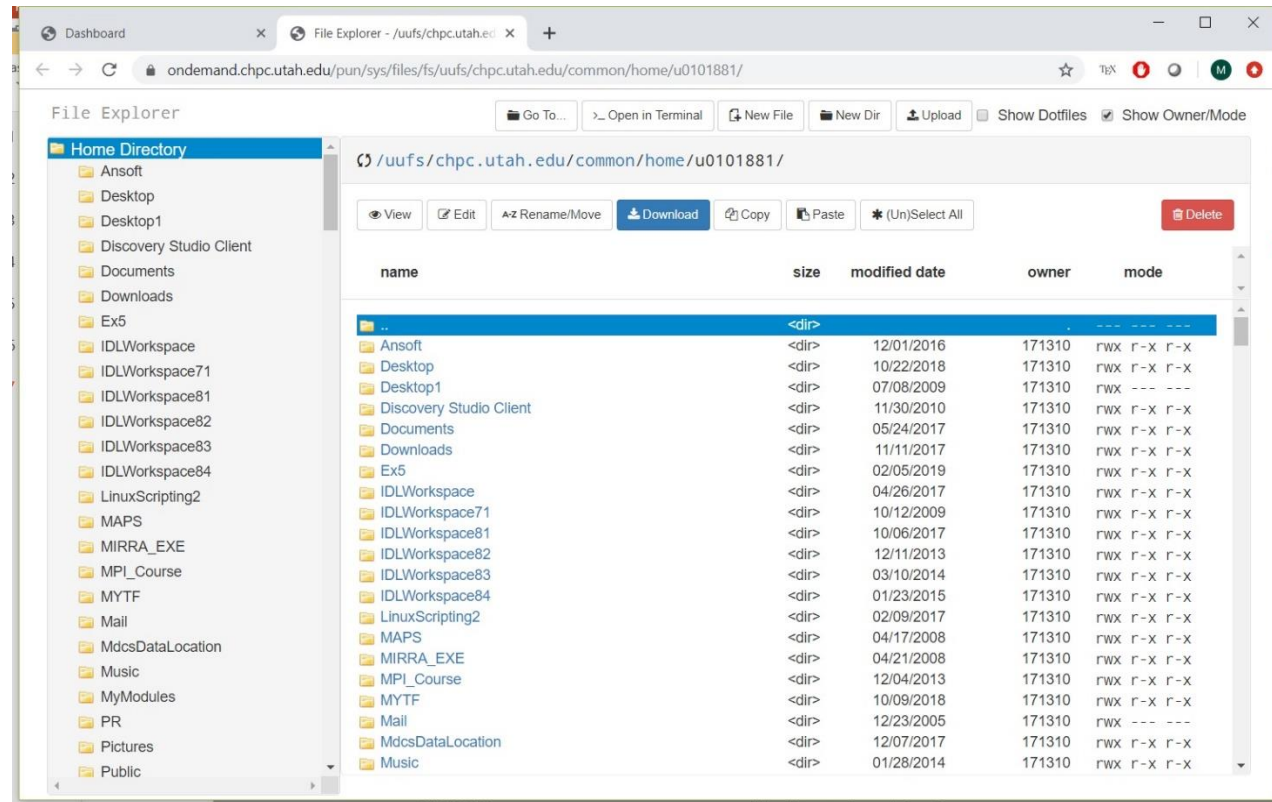 Dashboard
File Explorer - /uufs/chpc.utah.ed
ondemand.chpc.utah.edu/pun/sys/files/fs/uufs/chpc.utah.edu/common/home/u0101881/
TEX
M
File Explorer
Go To...
>_ Open in Terminal
New File
New Dir
Upload
Show Dotfiles
Show Owner/Mode
Home Directory
Ansoft
Desktop
Desktop1
Discovery Studio Client
Documents
Downloads
Ex5
IDLWorkspace
IDLWorkspace71
IDLWorkspace81
IDLWorkspace82
IDLWorkspace83
IDLWorkspace84
LinuxScripting2
MAPS
MIRRA_EXE
MPI_Course
MYTF
Mail
MdcsDataLocation
Music
MyModules
PR
Pictures
Public
/uufs/chpc.utah.edu/common/home/u0101881/
View
Edit
A-Z Rename/Move
Download
Copy
Paste
(Un)Select All
Delete
name size modified date owner mode
.. <dir> . --- --- ---
Ansoft <dir> 12/01/2016 171310 rwx r-x r-x
Desktop <dir> 10/22/2018 171310 rwx r-x r-x
Desktop1 <dir> 07/08/2009 171310 rwx --- ---
Discovery Studio Client <dir> 11/30/2010 171310 rwx r-x r-x
Documents <dir> 05/24/2017 171310 rwx r-x r-x
Downloads <dir> 11/11/2017 171310 rwx r-x r-x
Ex5 <dir> 02/05/2019 171310 rwx r-x r-x
IDLWorkspace <dir> 04/26/2017 171310 rwx r-x r-x
IDLWorkspace71 <dir> 10/12/2009 171310 rwx r-x r-x
IDLWorkspace81 <dir> 10/06/2017 171310 rwx r-x r-x
IDLWorkspace82 <dir> 12/11/2013 171310 rwx r-x r-x
IDLWorkspace83 <dir> 03/10/2014 171310 rwx r-x r-x
IDLWorkspace84 <dir> 01/23/2015 171310 rwx r-x r-x
LinuxScripting2 <dir> 02/09/2017 171310 rwx r-x r-x
MAPS <dir> 04/17/2008 171310 rwx r-x r-x
MIRRA_EXE <dir> 04/21/2008 171310 rwx r-x r-x
MPI_Course <dir> 12/04/2013 171310 rwx r-x r-x
MYTF <dir> 10/09/2018 171310 rwx r-x r-x
Mail <dir> 12/23/2005 171310 rwx --- ---
MdcsDataLocation <dir> 12/07/2017 171310 rwx r-x r-x
Music <dir> 01/28/2014 171310 rwx r-x r-x